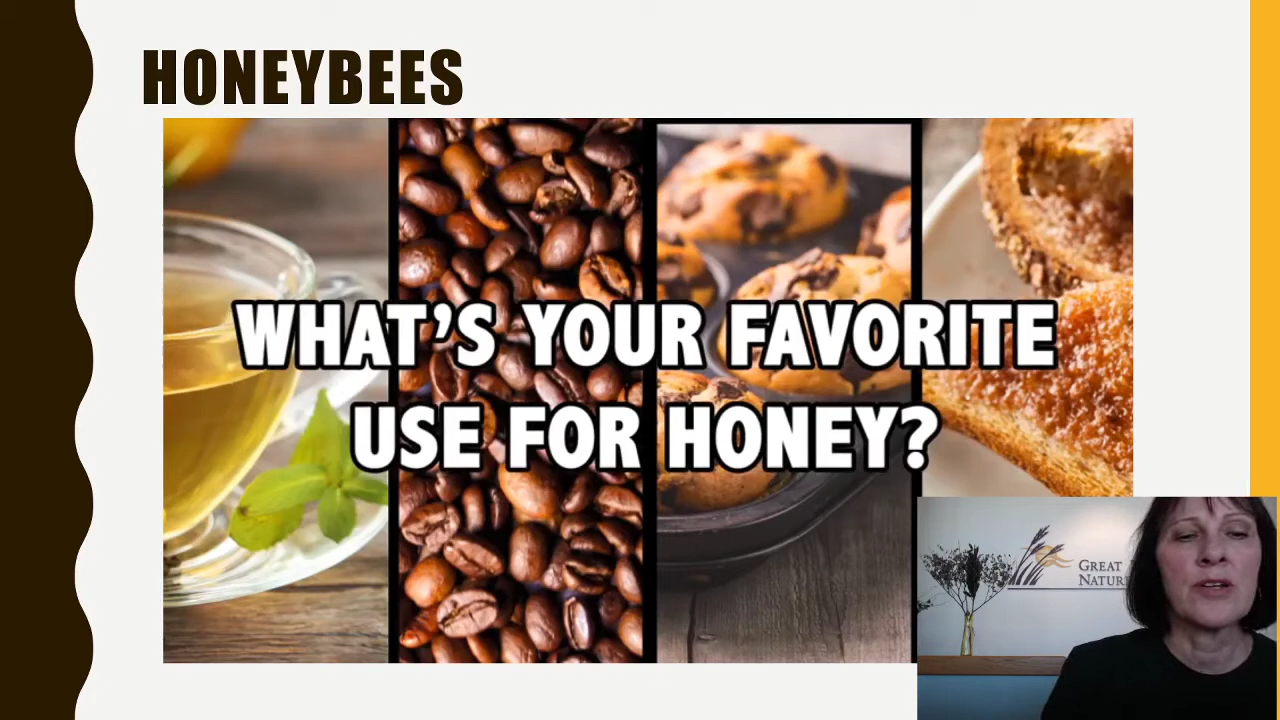 HONEYBEES
WHAT'S YOUR FAVORITE
USE FOR HONEY?
GREAT
NATUR